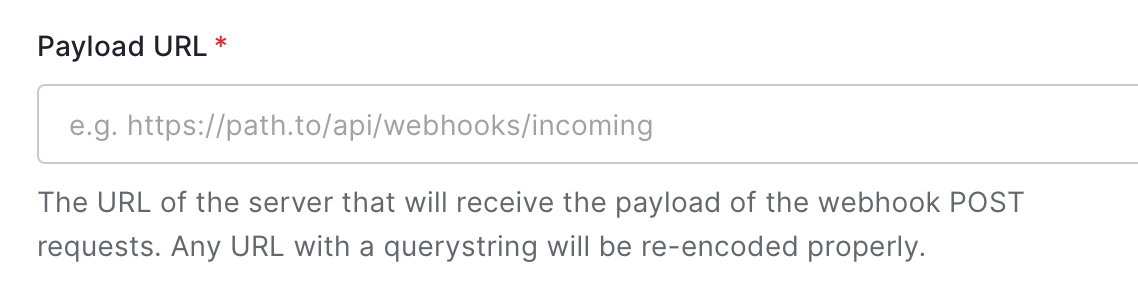 Payload URL *
e.g. https://path.to/api/webhooks/incoming
The URL of the server that will receive the payload of the webhook POST
requests. Any URL with a querystring will be re-encoded properly.